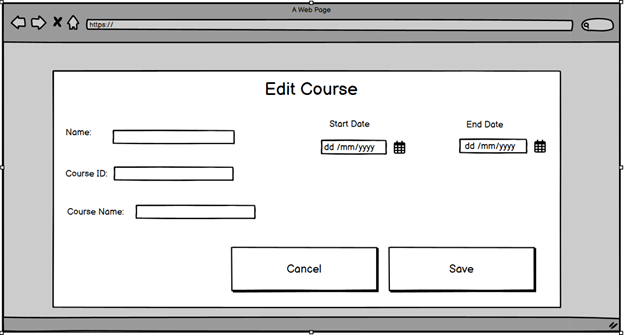 A Web Page
https://
Edit Course
Start Date
End Date
Name:
dd /mm/yyyy
dd /mm/yyyy
Course ID:
Course Name:
Cancel
Save